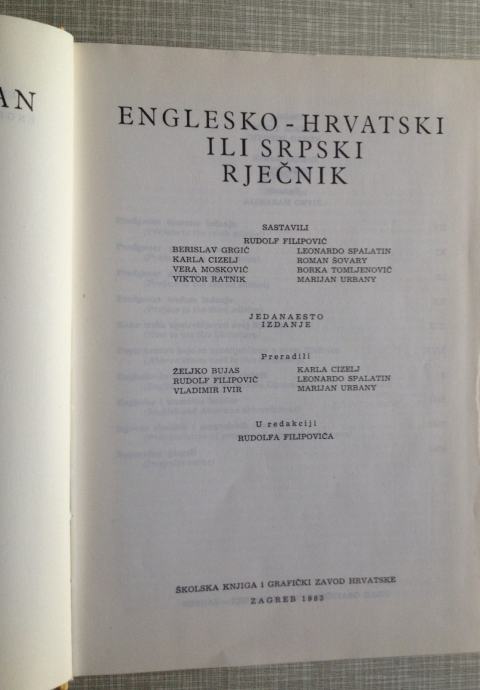 AN
ENGLESKO - HRVATSKI
ILI SRPSKI
RJEČNIK
SASTAVILI
RUDOLF FILIPOVIĆ
BERISLAV GRGIĆ LEONARDO SPALATIN
KARLA CIZELJ ROMAN ŠOVARY
VERA MOSKOVIČ BORKA TOMLJENOVIĆ
VIKTOR RATNIK MARIJAN URBANY
JEDANAESTO
IZDANJE
Preradili
ŽELJKO BUJAS KARLA CIZELJ
RUDOLF FILIPOVIĆ LEONARDO SPALATIN
VLADIMIR IVIR MARIJAN URBANY
U redakciji
RUDOLFA FILIPOVIĆA
ŠKOLSKA KNJIGA I GRAFIČKI ZAVOD HRVATSKE
ZAGREB 1983